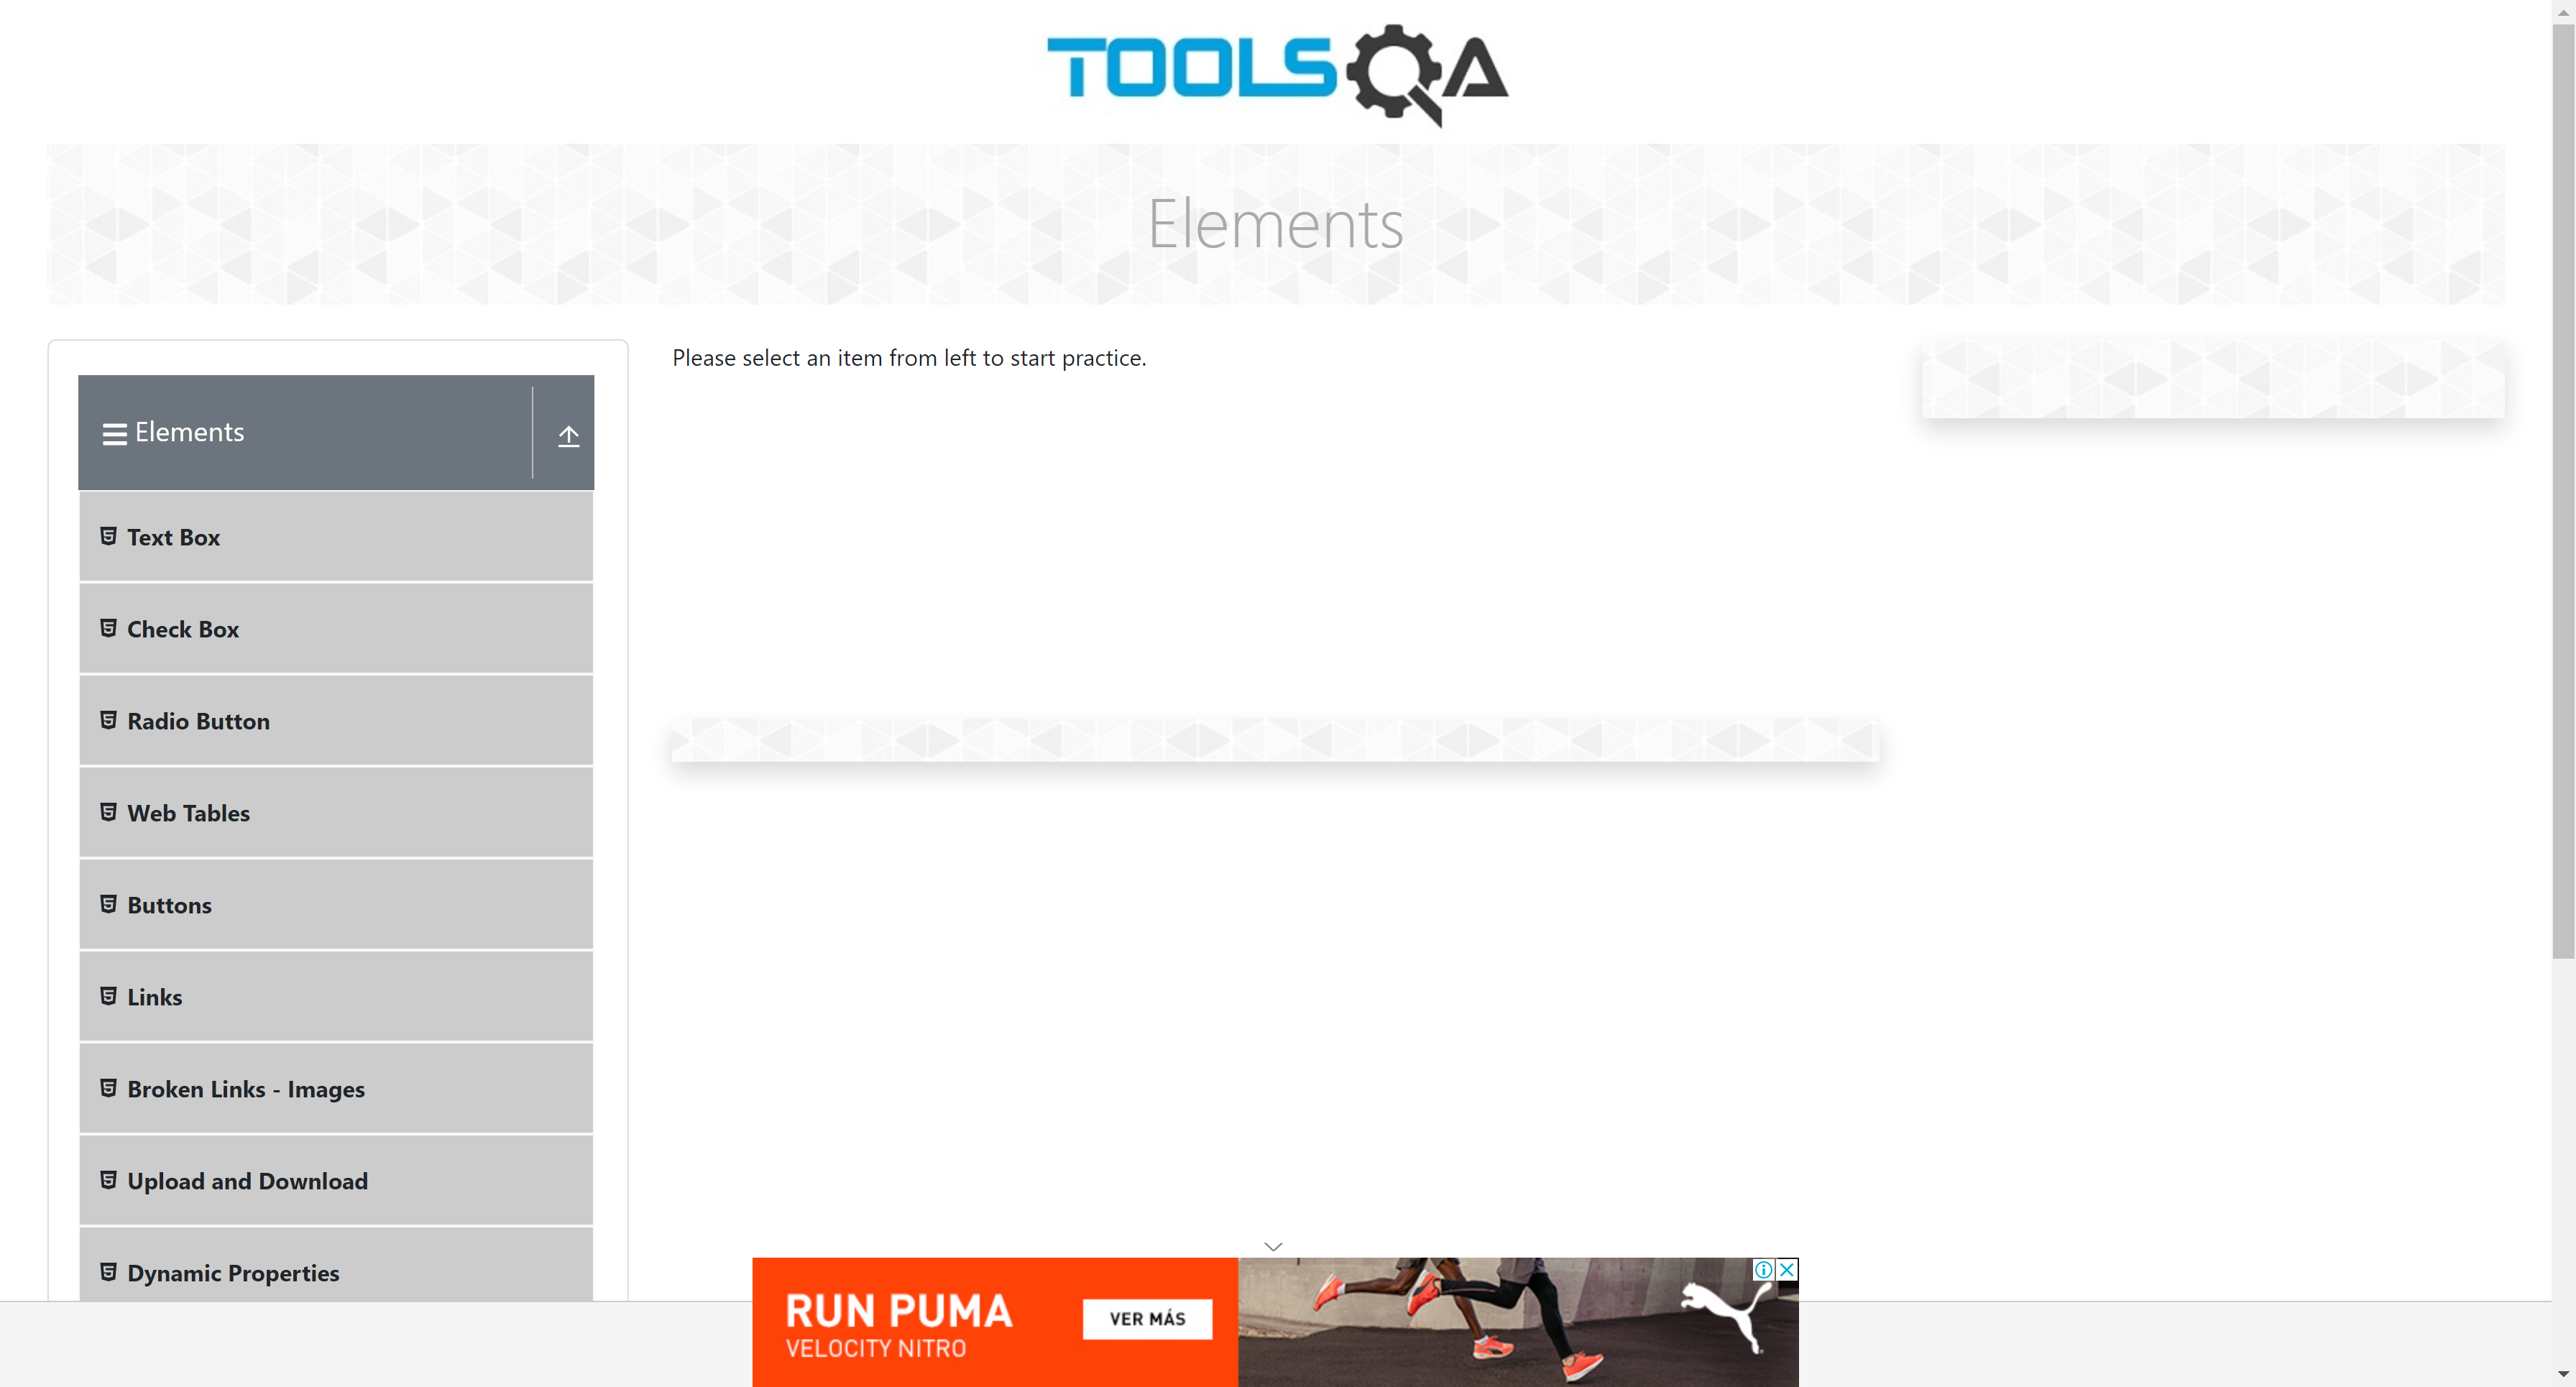 TOOLSQA
Elements
Please select an item from left to start practice.
Elements
Text Box
Check Box
Radio Button
Web Tables
Buttons
Links
Broken Links - Images
Upload and Download
Dynamic Properties
RUN PUMA
VELOCITY NITRO
VER MÁS